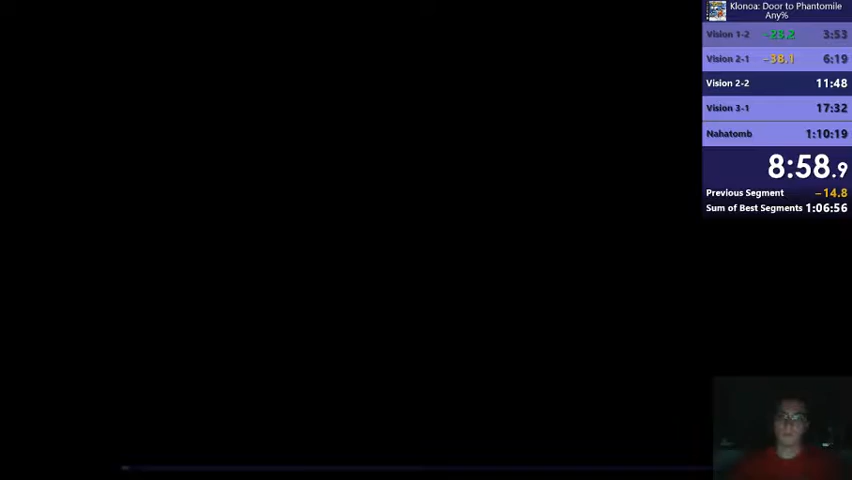 Klonoa: Door to Phantomile
Any%
Vision 1-2 -23.2 3:53
Vision 2-1 -38.1 6:19
Vision 2-2 11:48
Vision 3-1 17:32
Nahatomb 1:10:19
8:58.9
Previous Segment -14.8
Sum of Best Segments 1:06:56